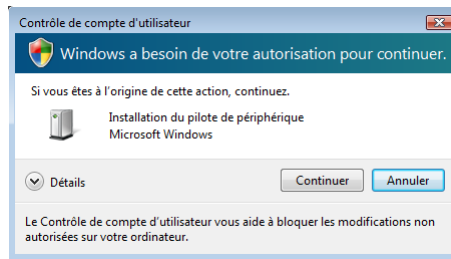 Contrôle de compte d'utilisateur
Windows a besoin de votre autorisation pour continuer.
Si vous êtes à l'origine de cette action, continuez.
Installation du pilote de périphérique
Microsoft Windows
Détails
Continuer
Annuler
Le Contrôle de compte d'utilisateur vous aide à bloquer les modifications non
autorisées sur votre ordinateur.